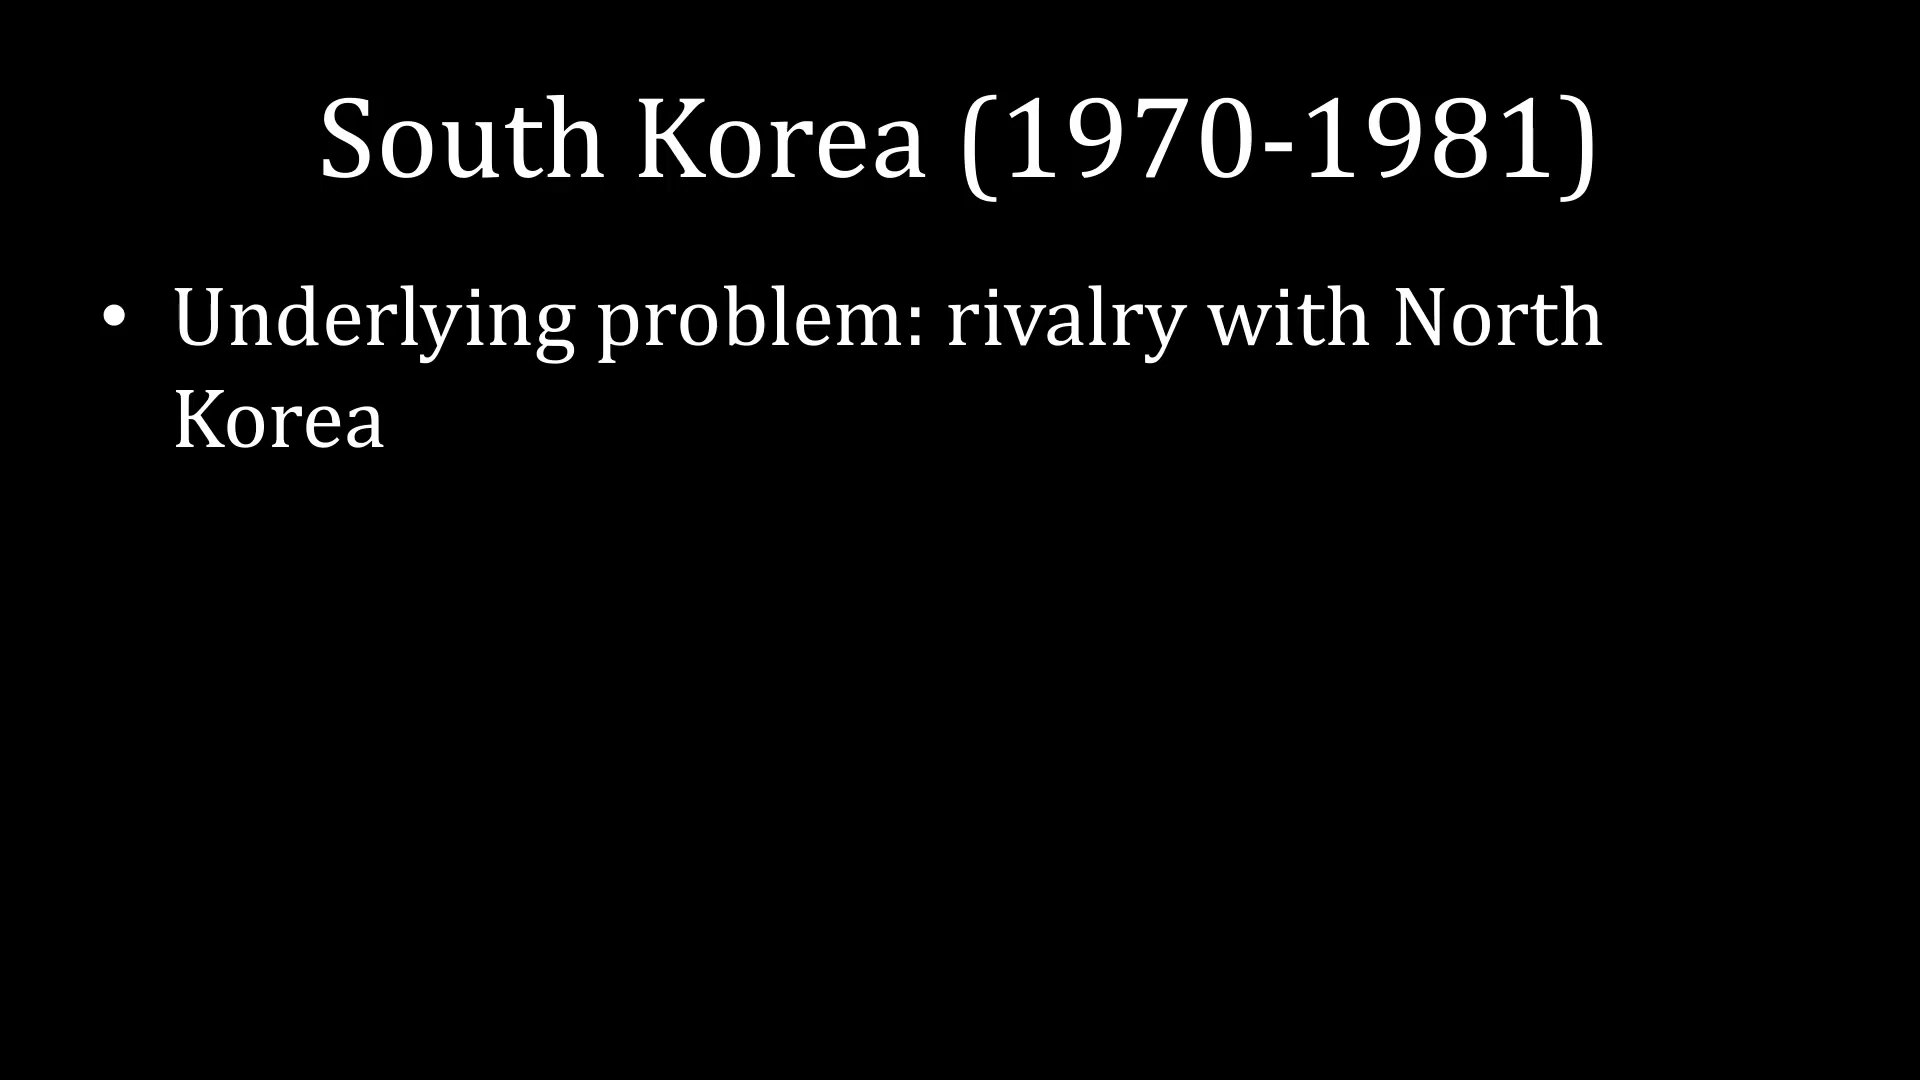 South Korea (1970-1981)
• Underlying problem: rivalry with North
Korea